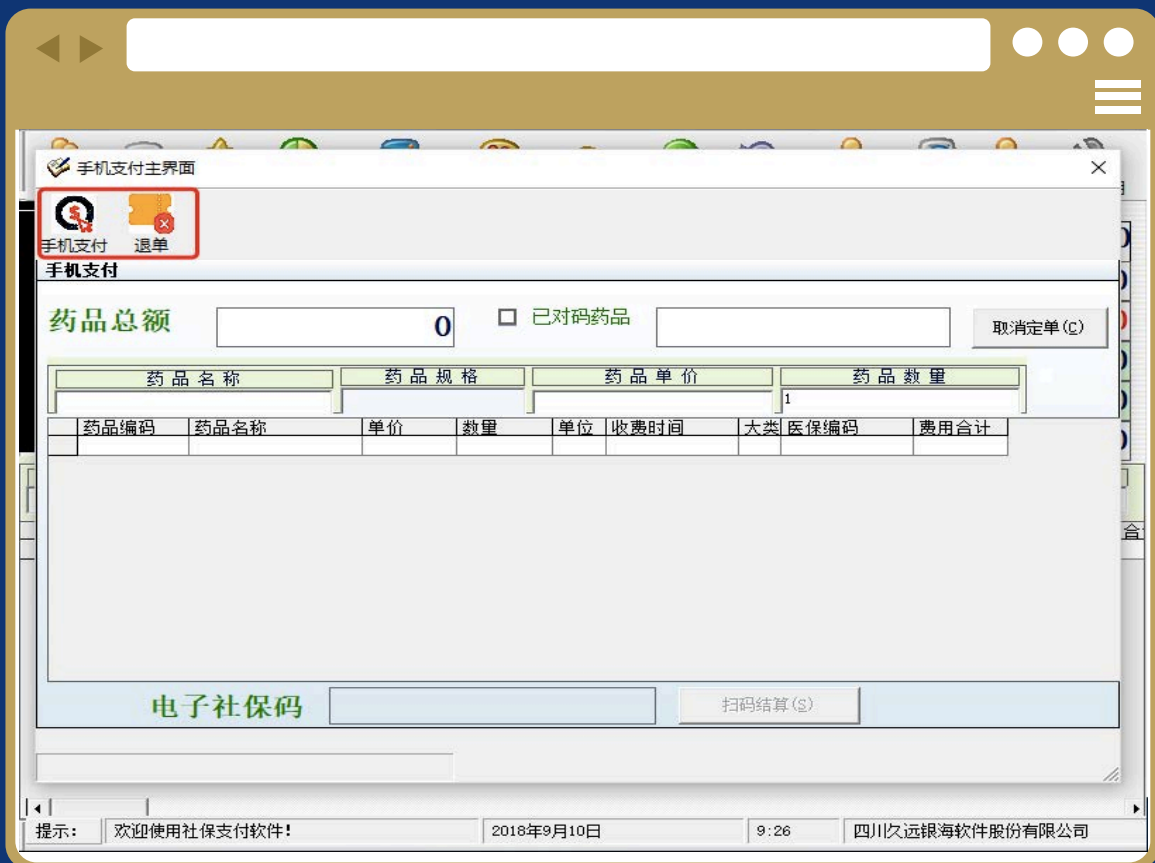 手机支付主界面
手机支付 退单
手机支付
药品总额 0 已对码药品 取消定单(C)
药品名称 药品规格 药品单价 药品数量
1
药品编码 药品名称 单价 数量 单位 收费时间 大类 医保编码 费用合计
合
电子社保码 扫码结算(S)
提示: 欢迎使用社保支付软件! 2018年9月10日 9:26 四川久远银海软件股份有限公司